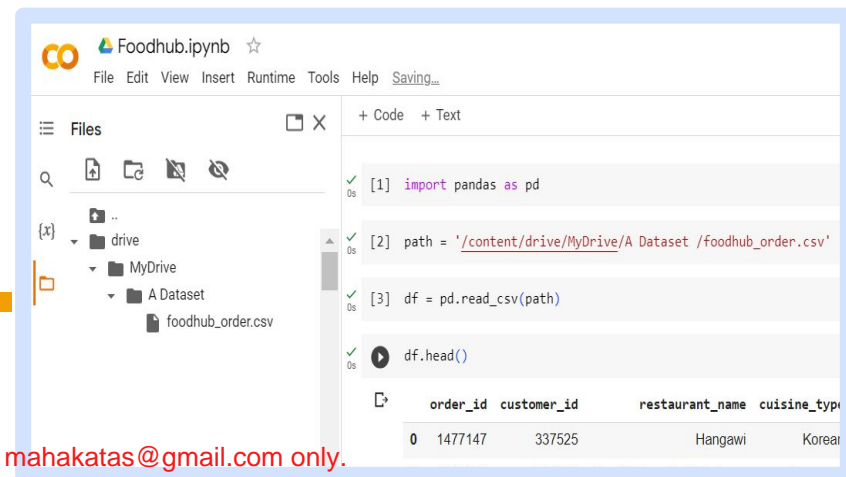 Foodhub.ipynb
File Edit View Insert Runtime Tools Help Saving...
Files
+ Code + Text
..
drive
MyDrive
A Dataset
foodhub_order.csv
{x}
0s [1] import pandas as pd
0s [2] path = '/content/drive/MyDrive/A Dataset /foodhub_order.csv'
0s [3] df = pd.read_csv(path)
0s df.head()
order_id customer_id restaurant_name cuisine_type
0 1477147 337525 Hangawi Korean
mahakatas@gmail.com only.